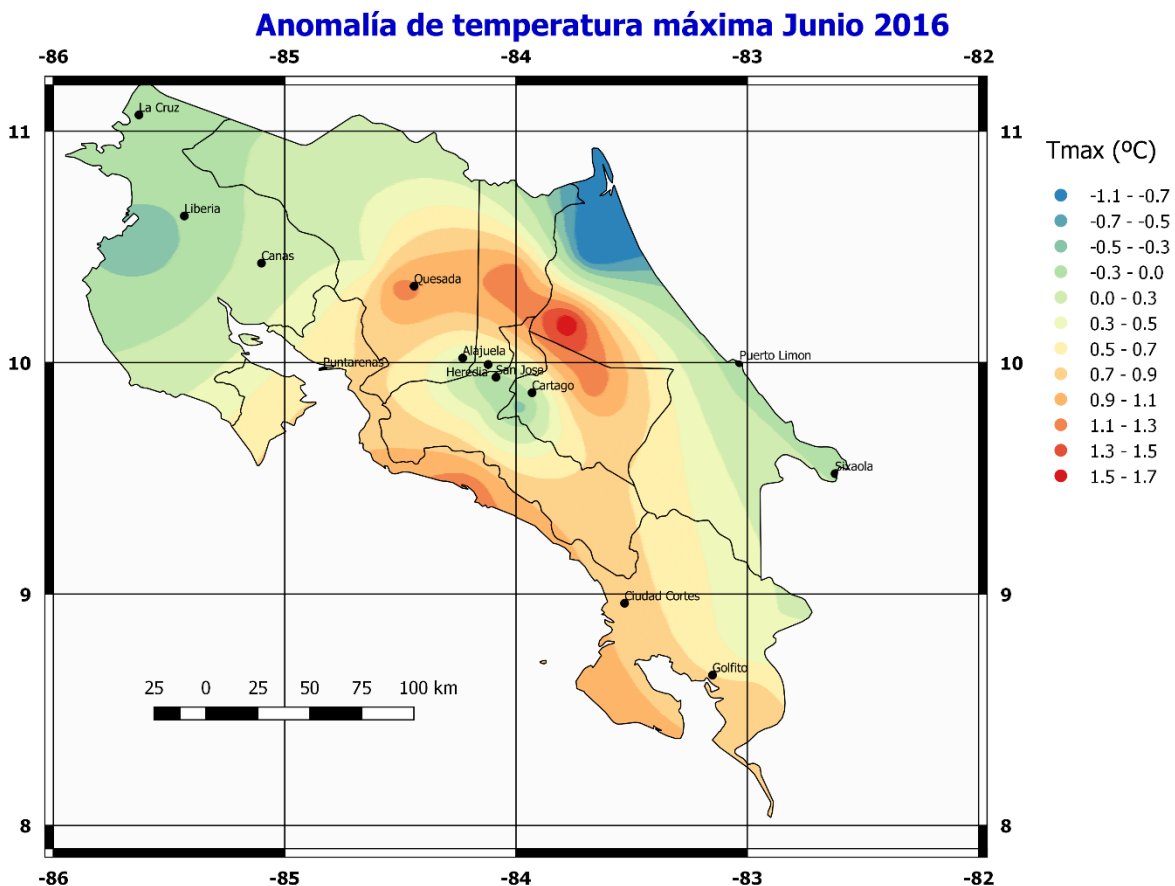 Anomalía de temperatura máxima Junio 2016
-86 -85 -84 -83 -82
11 11
10 10
9 9
8 8
-86 -85 -84 -83 -82
La Cruz
Liberia
Canas
Quesada
Puntarenas
Alajuela
Heredia
San Jose
Cartago
Puerto Limon
Sixaola
Ciudad Cortes
Golfito
25 0 25 50 75 100 km
Tmax (ºC)
-1.1 - -0.7
-0.7 - -0.5
-0.5 - -0.3
-0.3 - 0.0
0.0 - 0.3
0.3 - 0.5
0.5 - 0.7
0.7 - 0.9
0.9 - 1.1
1.1 - 1.3
1.3 - 1.5
1.5 - 1.7